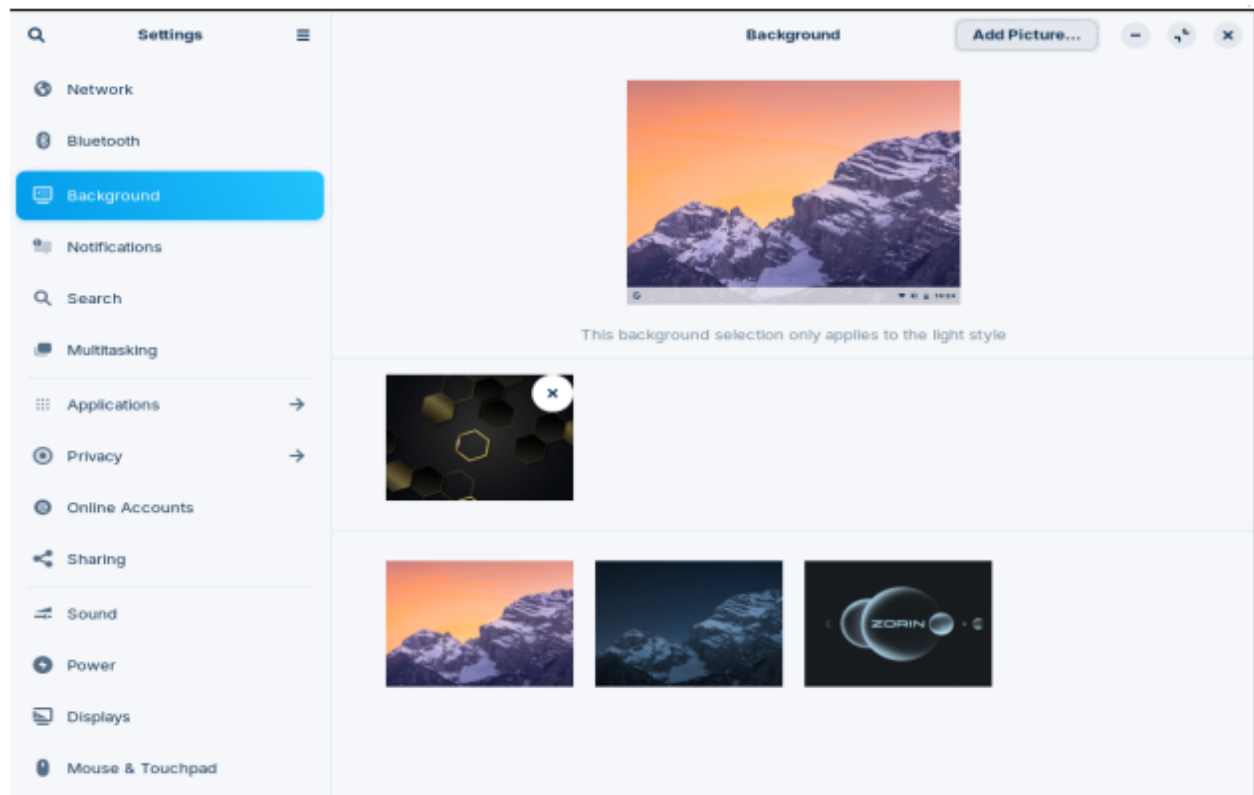 Settings
Background
Add Picture...
Network
Bluetooth
Background
Notifications
Search
Multitasking
Applications
Privacy
Online Accounts
Sharing
Sound
Power
Displays
Mouse & Touchpad
This background selection only applies to the light style
ZORIN